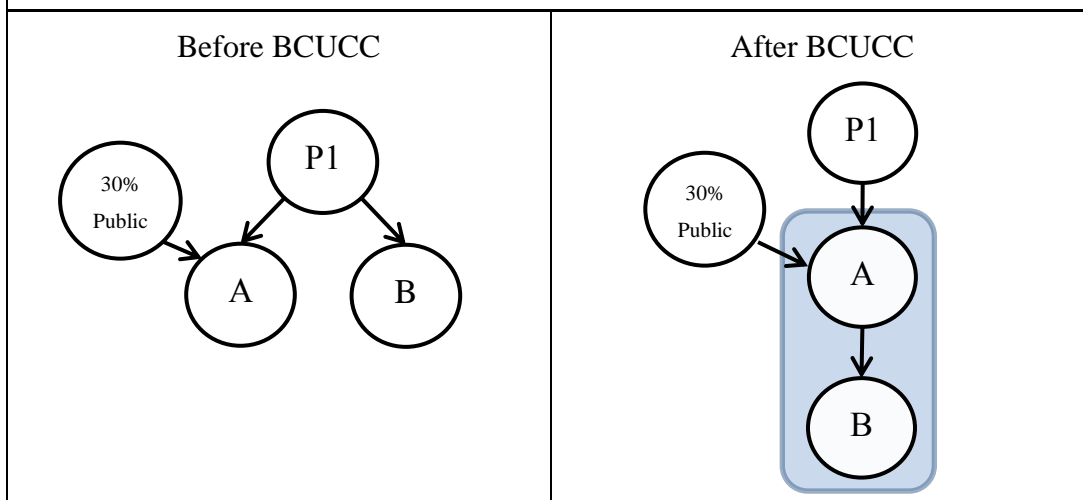 Before BCUCC
P1
30%
Public
A
B
After BCUCC
P1
30%
Public
A
B